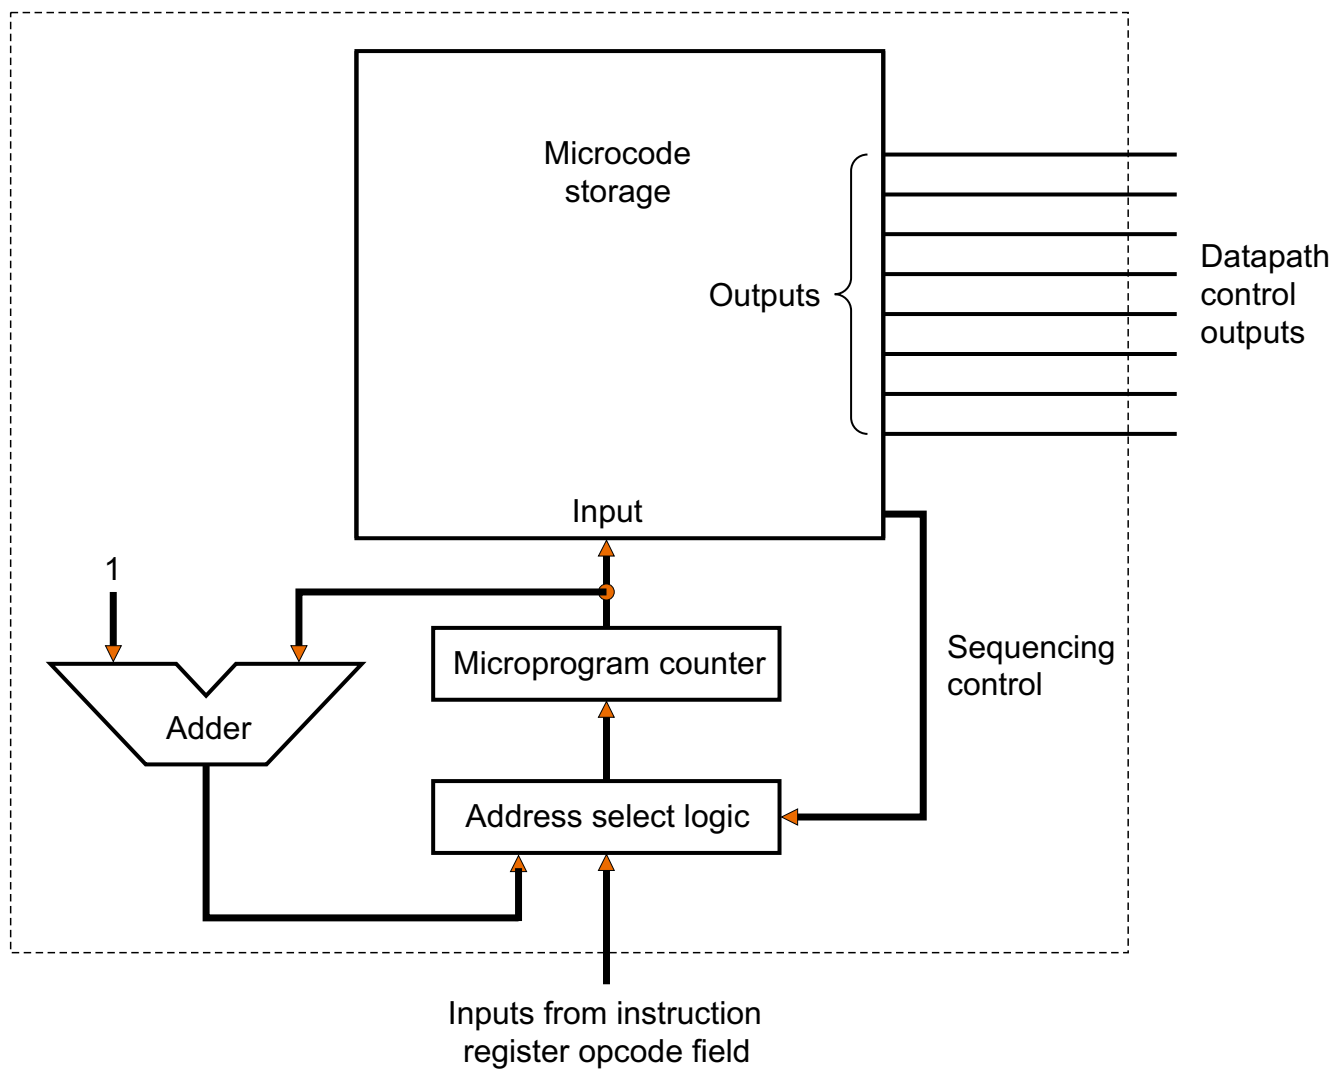 Microcode
storage
Outputs
Datapath
control
outputs
Input
1
Microprogram counter
Sequencing
control
Adder
Address select logic
Inputs from instruction
register opcode field